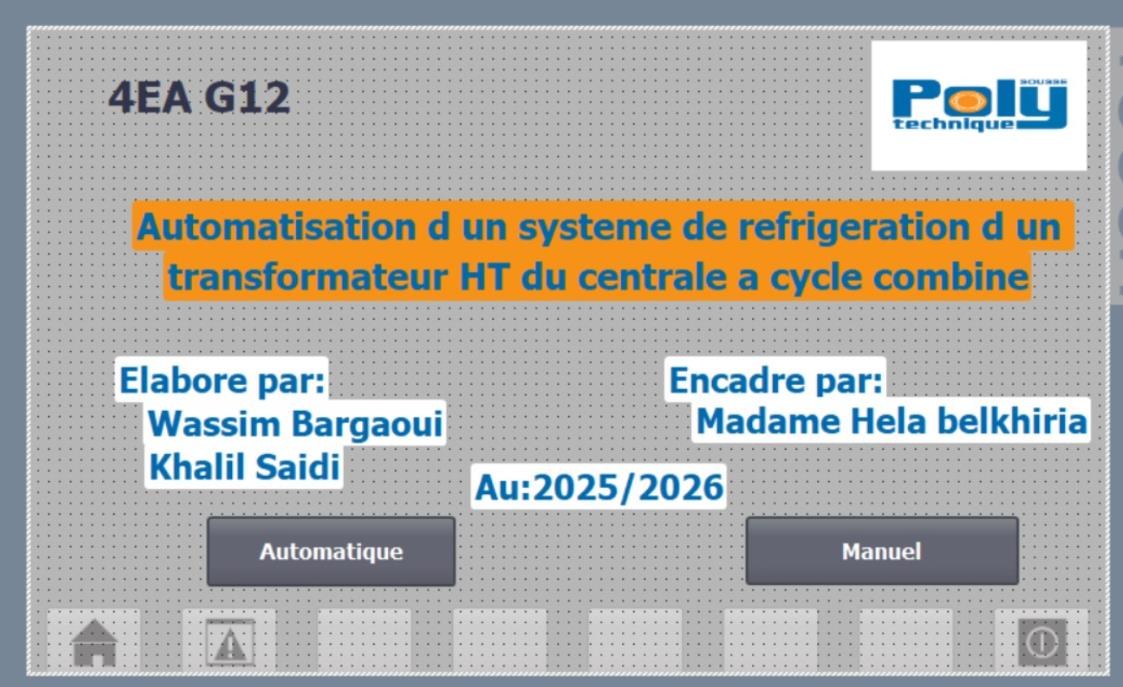 4EA G12
SOUSSE
Poly
technique
Automatisation d un systeme de refrigeration d un
transformateur HT du centrale a cycle combine
Elabore par:
Wassim Bargaoui
Khalil Saidi
Encadre par:
Madame Hela belkhiria
Au:2025/2026
Automatique
Manuel